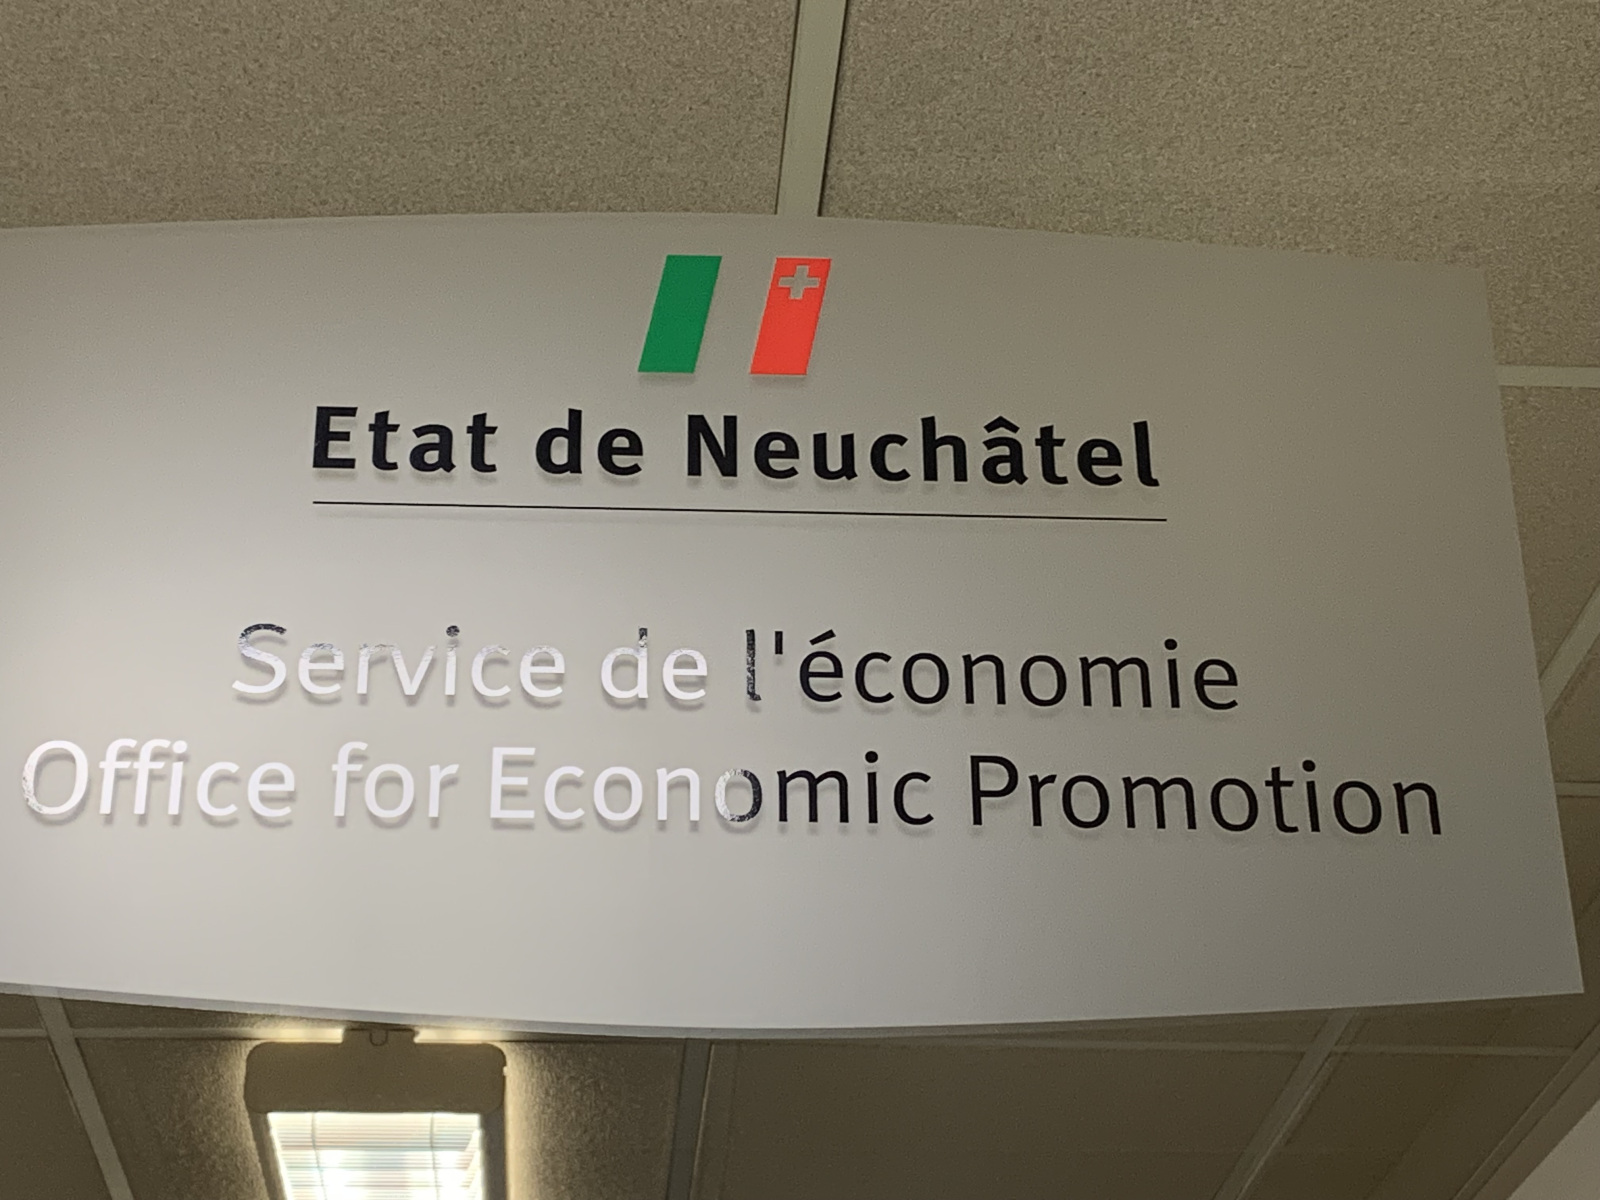 Etat de Neuchâtel
Service de l'économie
Office for Economic Promotion